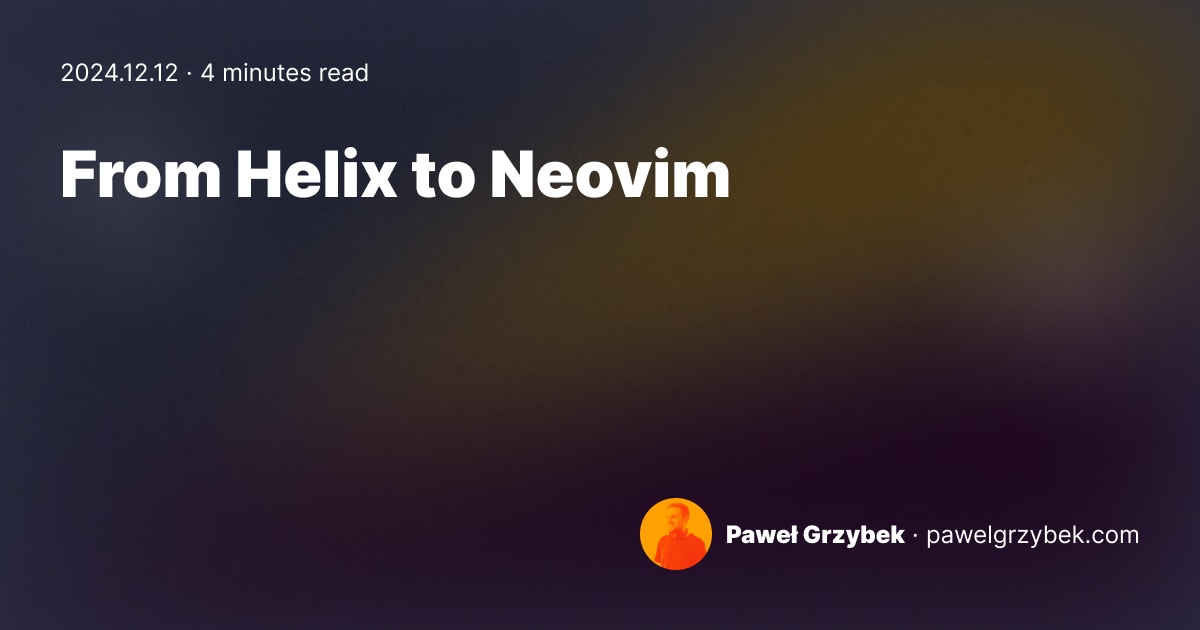 2024.12.12 · 4 minutes read
From Helix to Neovim
Paweł Grzybek · pawelgrzybek.com